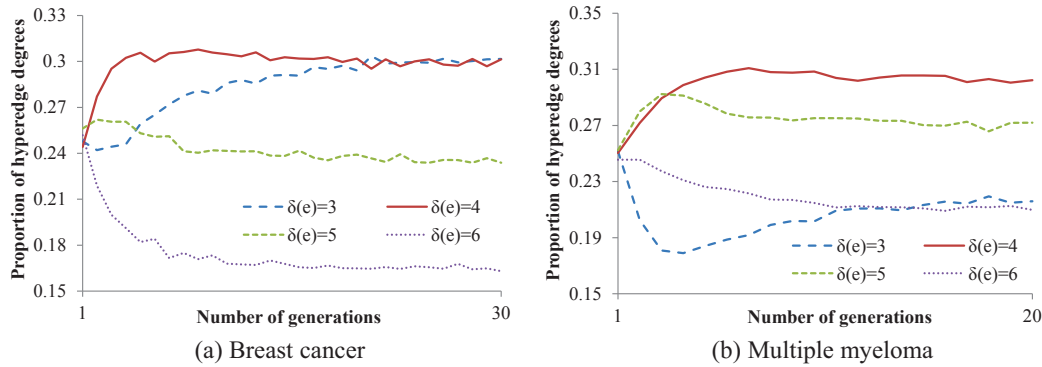 Proportion of hyperedge degrees
0.33
0.3
0.27
0.24
0.21
0.18
0.15
δ(e)=3
δ(e)=4
δ(e)=5
δ(e)=6
1
30
Number of generations
(a) Breast cancer
Proportion of hyperedge degrees
0.35
0.31
0.27
0.23
0.19
0.15
δ(e)=3
δ(e)=4
δ(e)=5
δ(e)=6
1
20
Number of generations
(b) Multiple myeloma